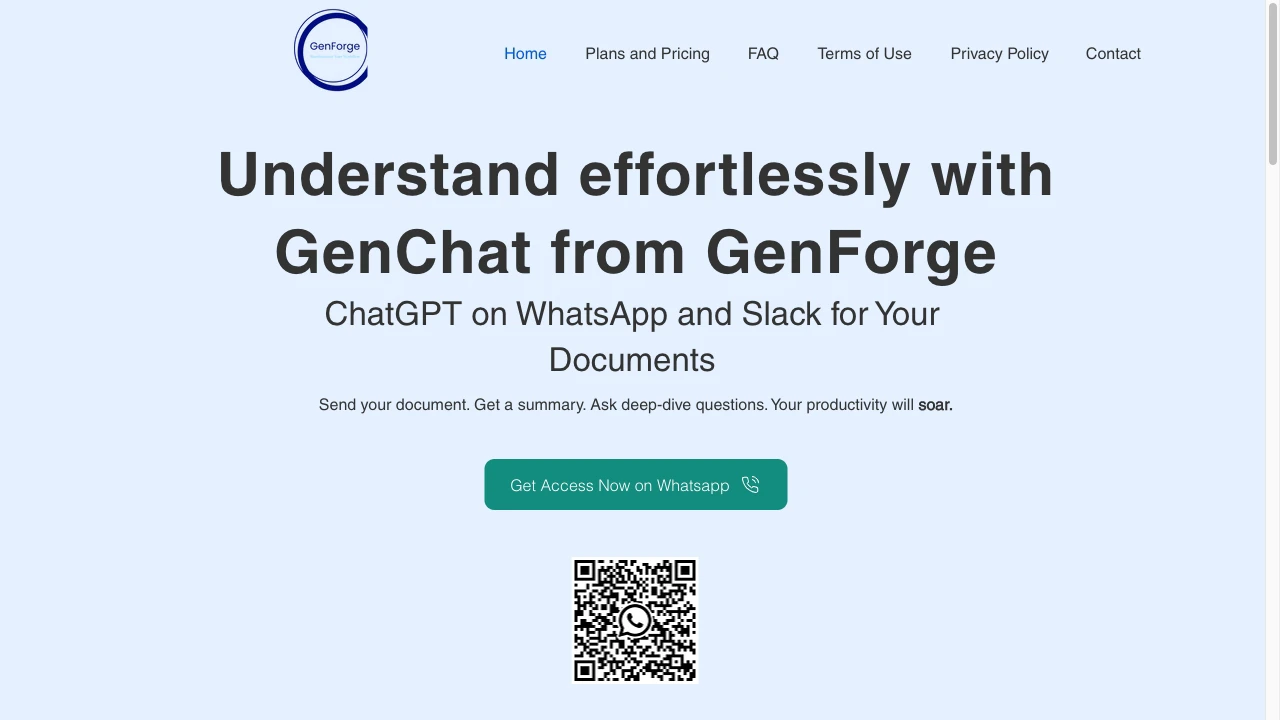 GenForge
Home
Plans and Pricing
FAQ
Terms of Use
Privacy Policy
Contact
Understand effortlessly with
GenChat from GenForge
ChatGPT on WhatsApp and Slack for Your
Documents
Send your document. Get a summary. Ask deep-dive questions. Your productivity will soar.
Get Access Now on Whatsapp